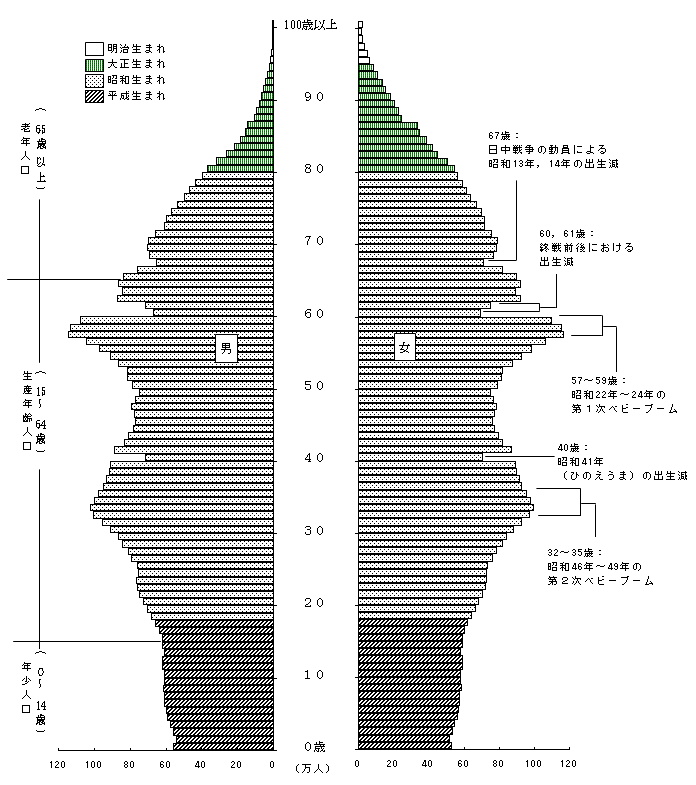 100歳以上
明治生まれ
大正生まれ
昭和生まれ
平成生まれ
90
80
70
60
50
40
30
20
10
0歳
老年人口
(65歳以上)
生産年齢人口
(15～64歳)
年少人口
(0～14歳)
男
女
67歳：
日中戦争の動員による
昭和13年，14年の出生減
60，61歳：
終戦前後における
出生減
57～59歳：
昭和22年～24年の
第１次ベビーブーム
40歳：
昭和41年
（ひのえうま）の出生減
32～35歳：
昭和46年～49年の
第２次ベビーブーム
120 100 80 60 40 20 0 (万人) 0 20 40 60 80 100 120